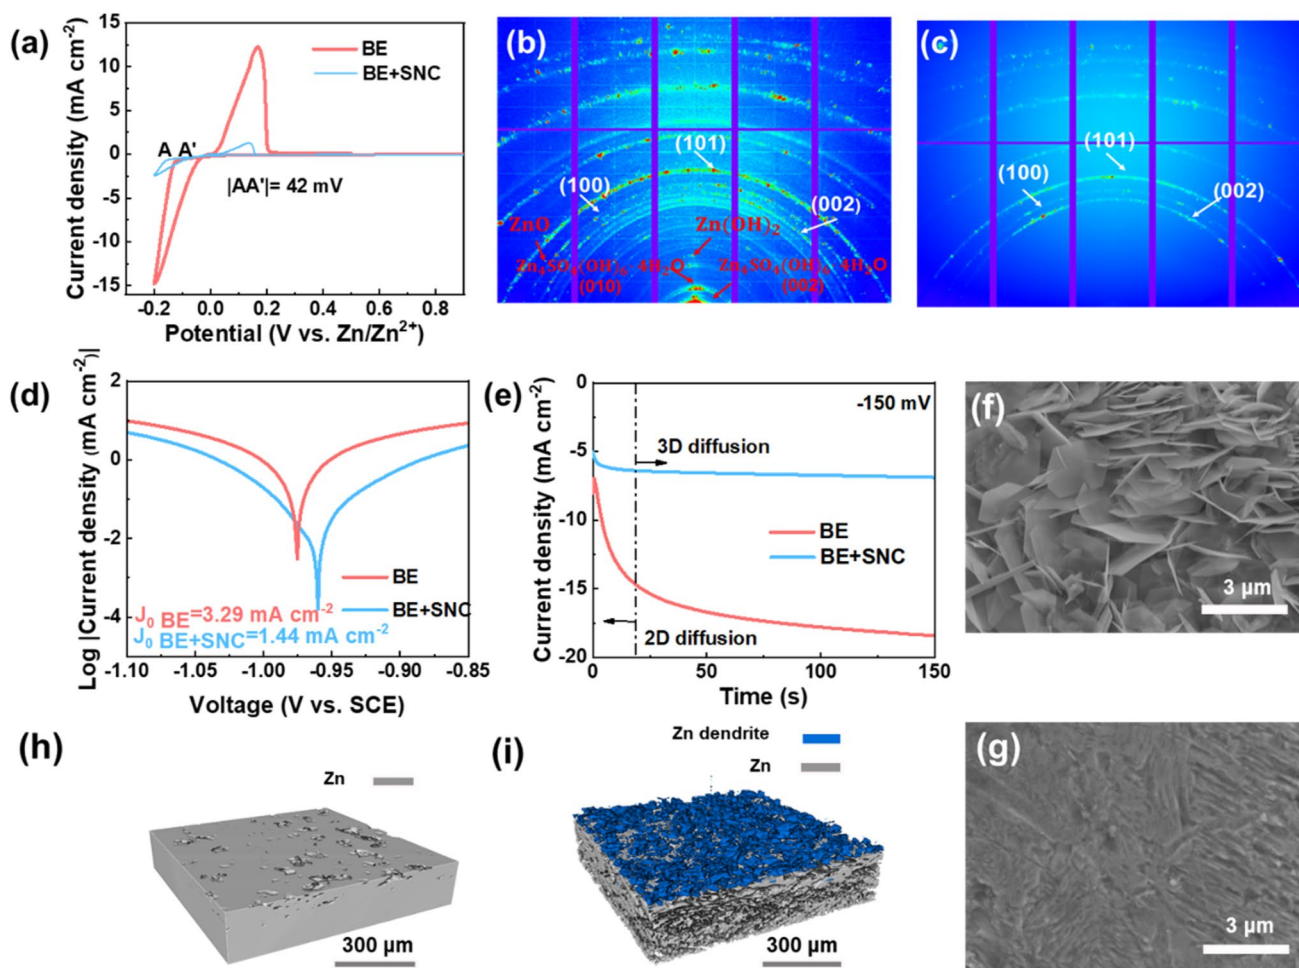 (a)
Current density (mA cm-2)
15
10
5
0
-5
-10
-15
BE
BE+SNC
A A'
|AA'|= 42 mV
-0.2 0.0 0.2 0.4 0.6 0.8
Potential (V vs. Zn/Zn2+)
(b)
(101)
(100)
(002)
ZnO
Zn(OH)2
Zn4SO4(OH)6 4H2O
(010)
Zn4SO4(OH)6 4H2O
(002)
(c)
(101)
(100)
(002)
(d)
Log |Current density (mA cm-2)|
2
0
-2
-4
BE
BE+SNC
J0 BE=3.29 mA cm-2
J0 BE+SNC=1.44 mA cm-2
-1.10 -1.05 -1.00 -0.95 -0.90 -0.85
Voltage (V vs. SCE)
(e)
Current density (mA cm-2)
0
-5
-10
-15
-20
-150 mV
3D diffusion
BE
BE+SNC
2D diffusion
0 50 100 150
Time (s)
(f)
3 μm
(h)
Zn
300 μm
(i)
Zn dendrite
Zn
300 μm
(g)
3 μm